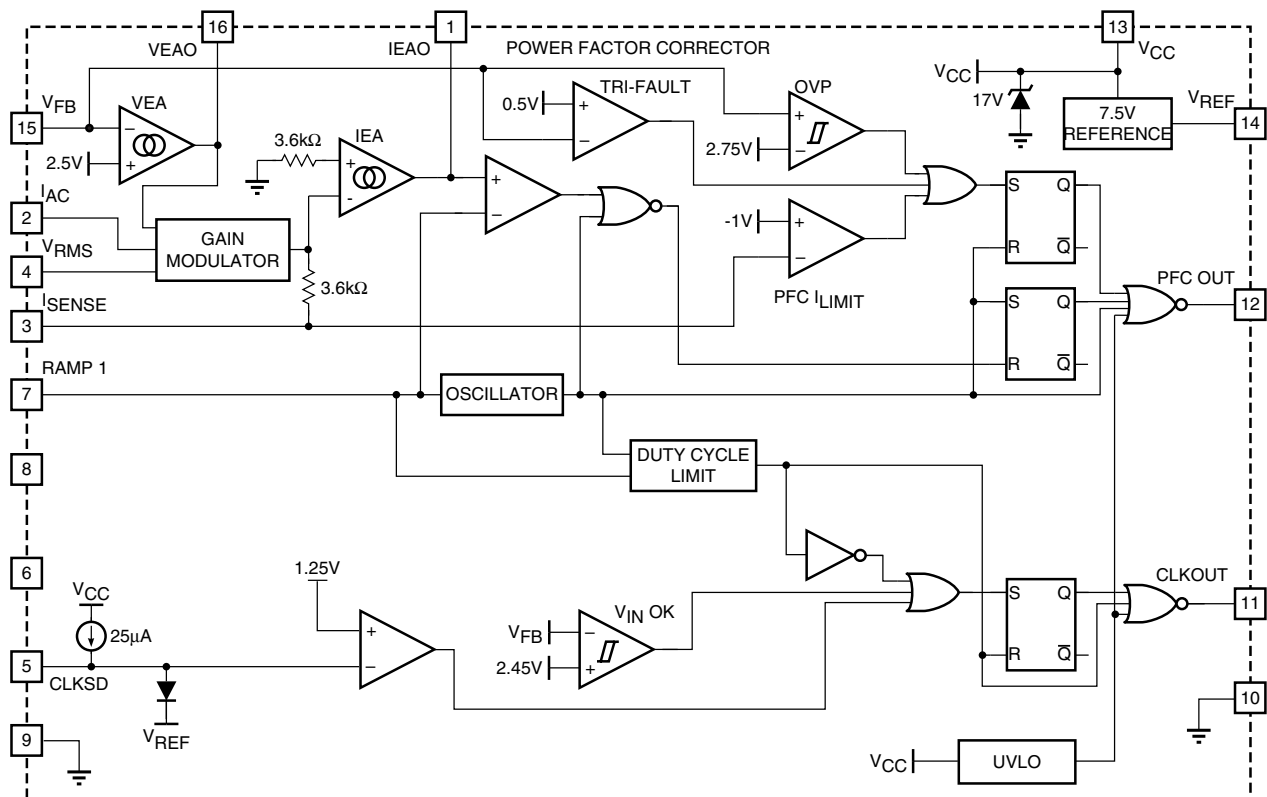 16
1
13
VEAO
IEAO
POWER FACTOR CORRECTOR
VCC
VCC
17V
7.5V
REFERENCE
VREF
14
VFB
15
VEA
−
+
2.5V
0.5V
TRI-FAULT
+
−
OVP
+
−
2.75V
3.6kΩ
IEA
+
-
+
−
IAC
2
VRMS
4
GAIN
MODULATOR
3.6kΩ
ISENSE
3
-1V
+
−
PFC ILIMIT
S
Q
R
Q
S
Q
R
Q
PFC OUT
12
RAMP 1
7
OSCILLATOR
8
DUTY CYCLE
LIMIT
6
1.25V
VCC
25µA
5
CLKSD
VREF
+
−
VFB
VIN OK
−
+
2.45V
S
Q
R
Q
CLKOUT
11
10
9
VCC
UVLO